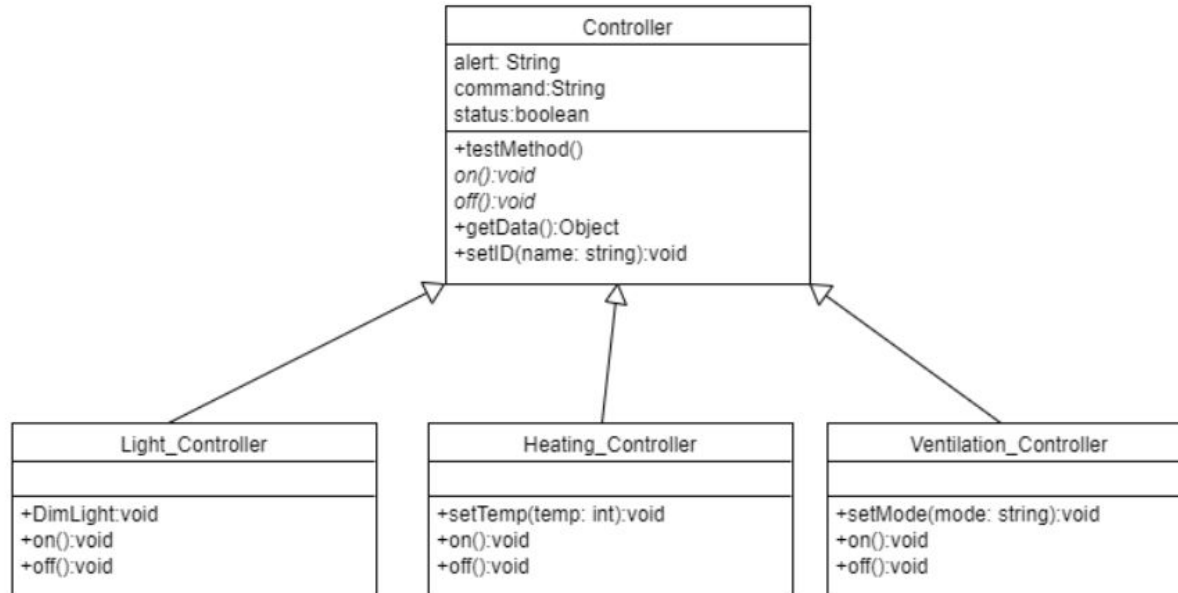 Controller
alert: String
command:String
status:boolean
+testMethod()
on():void
off():void
+getData():Object
+setID(name: string):void
Light_Controller
+DimLight:void
+on():void
+off():void
Heating_Controller
+setTemp(temp: int):void
+on():void
+off():void
Ventilation_Controller
+setMode(mode: string):void
+on():void
+off():void